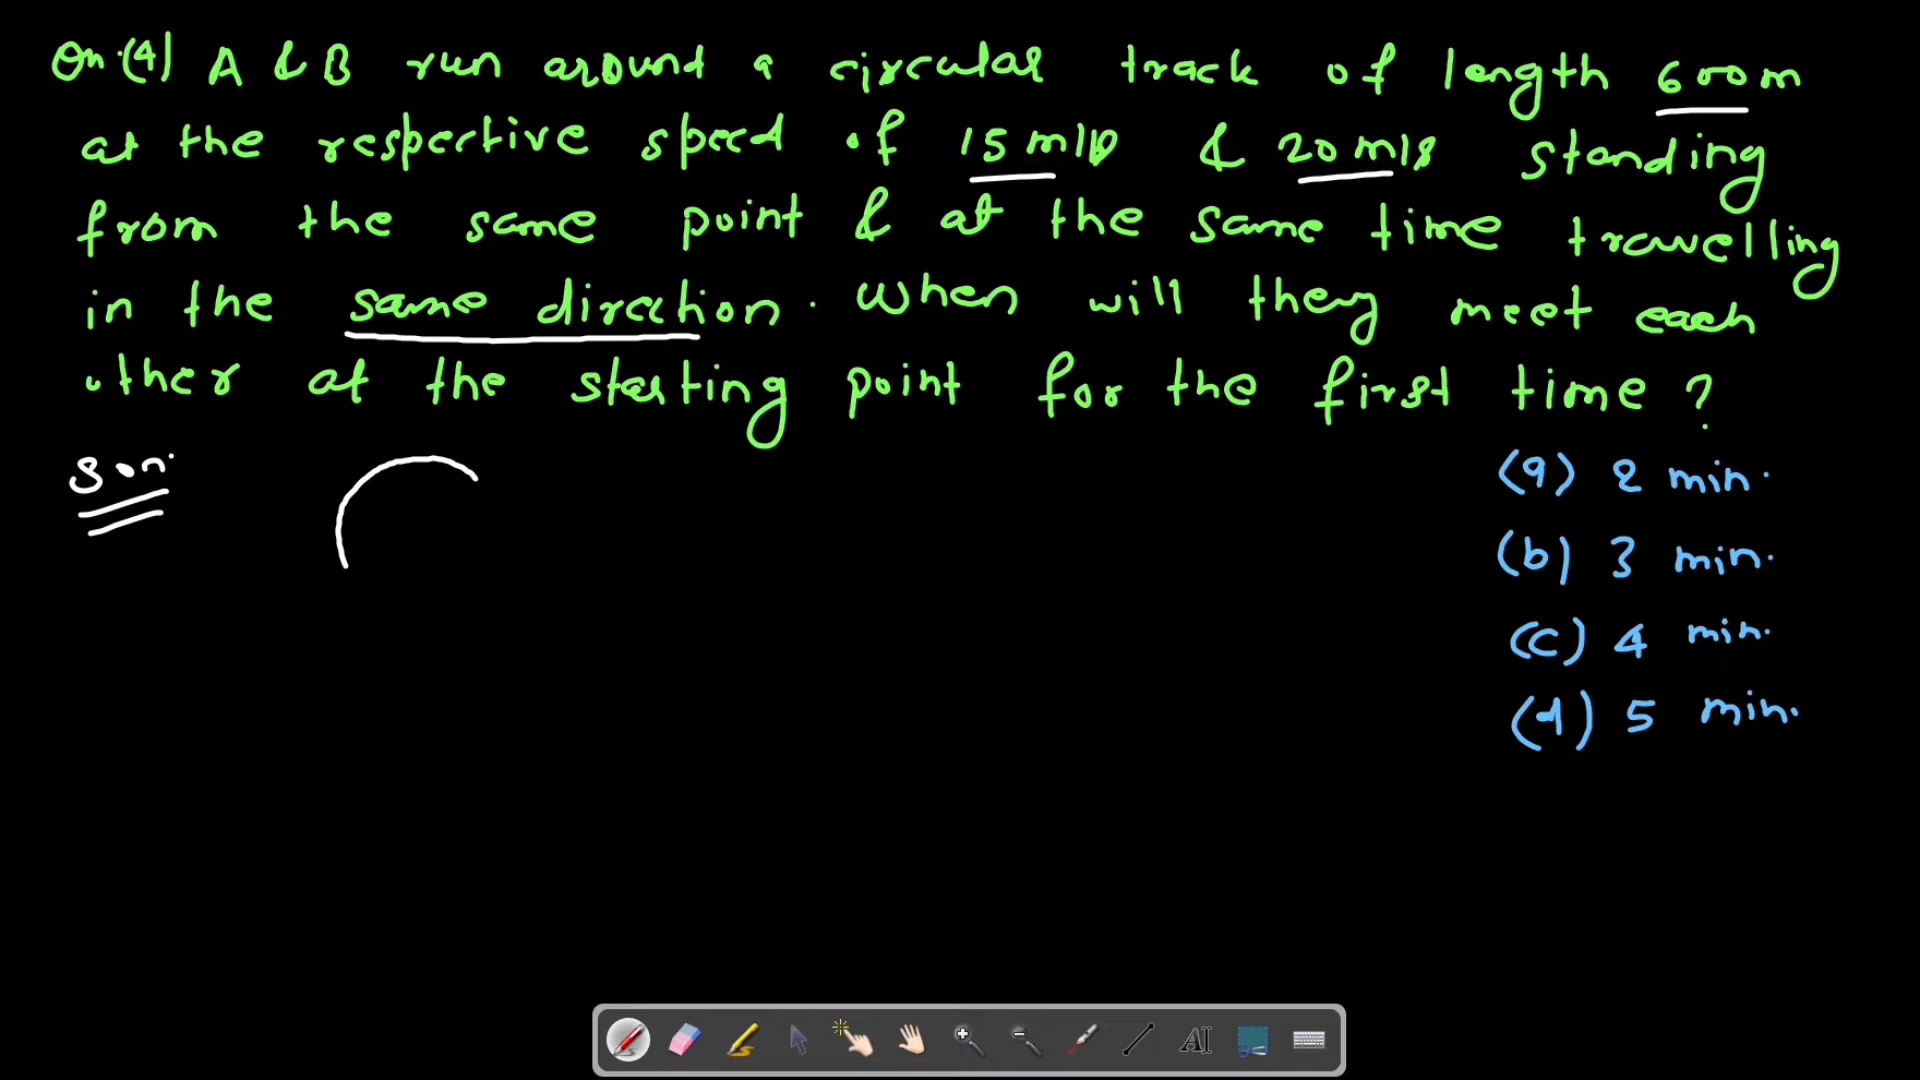 Qn.(4) A & B run around a circular track of length 600m
at the respective speed of 15 m/s & 20 m/s standing
from the same point & at the same time travelling
in the same direction. When will they meet each
other at the starting point for the first time ?
Son.
(a) 2 min.
(b) 3 min.
(c) 4 min.
(d) 5 min.
AI